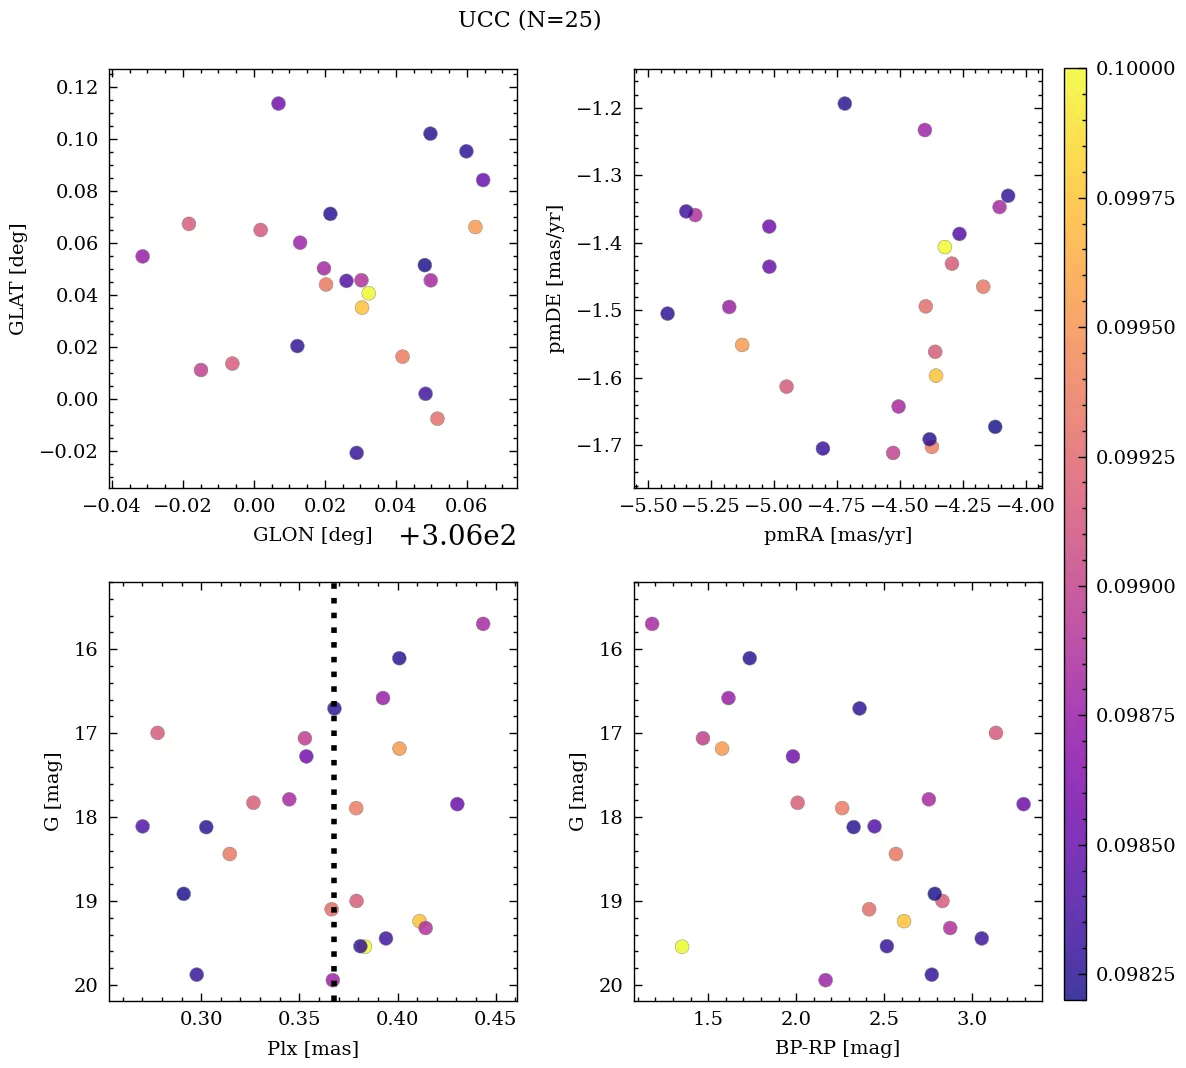 UCC (N=25)
0.12
0.10
0.08
0.06
0.04
0.02
0.00
−0.02
GLAT [deg]
−0.04 −0.02 0.00 0.02 0.04 0.06
GLON [deg]
+3.06e2
−1.2
−1.3
−1.4
−1.5
−1.6
−1.7
pmDE [mas/yr]
−5.50 −5.25 −5.00 −4.75 −4.50 −4.25 −4.00
pmRA [mas/yr]
16
17
18
19
20
G [mag]
0.30 0.35 0.40 0.45
Plx [mas]
16
17
18
19
20
G [mag]
1.5 2.0 2.5 3.0
BP-RP [mag]
0.10000
0.09975
0.09950
0.09925
0.09900
0.09875
0.09850
0.09825